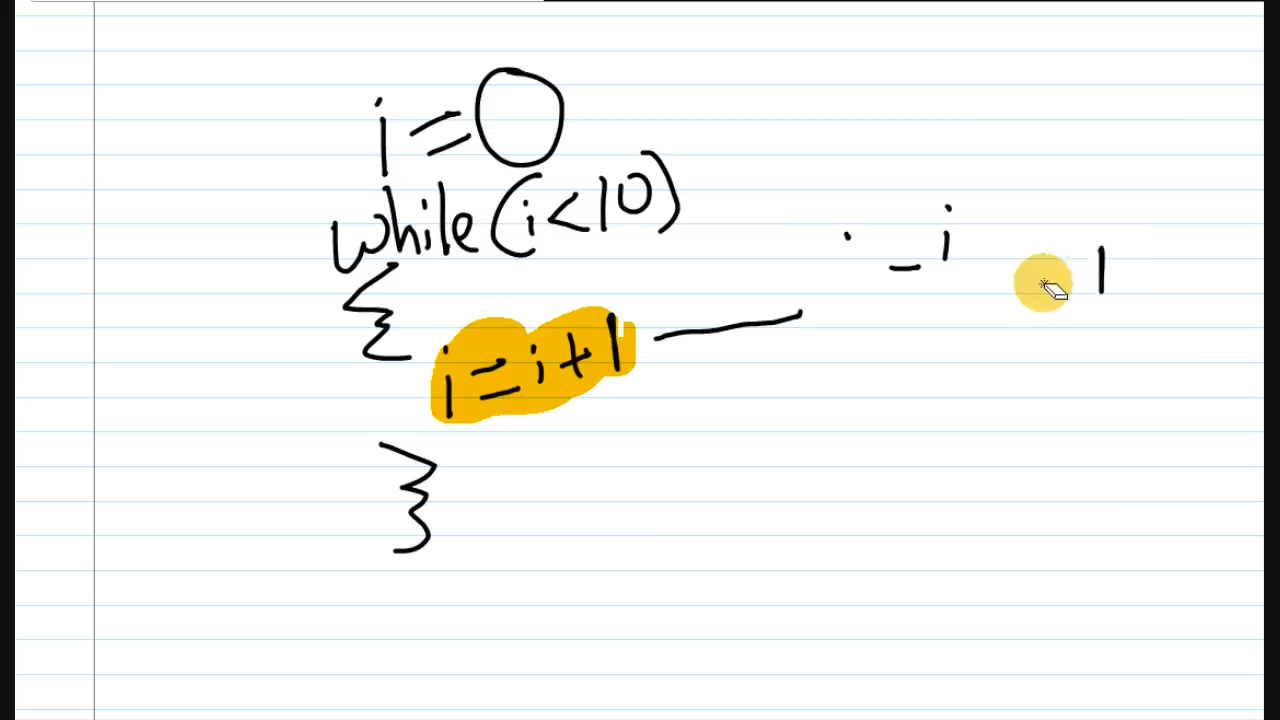 i=0
while(i<10)
{
i=i+1
}